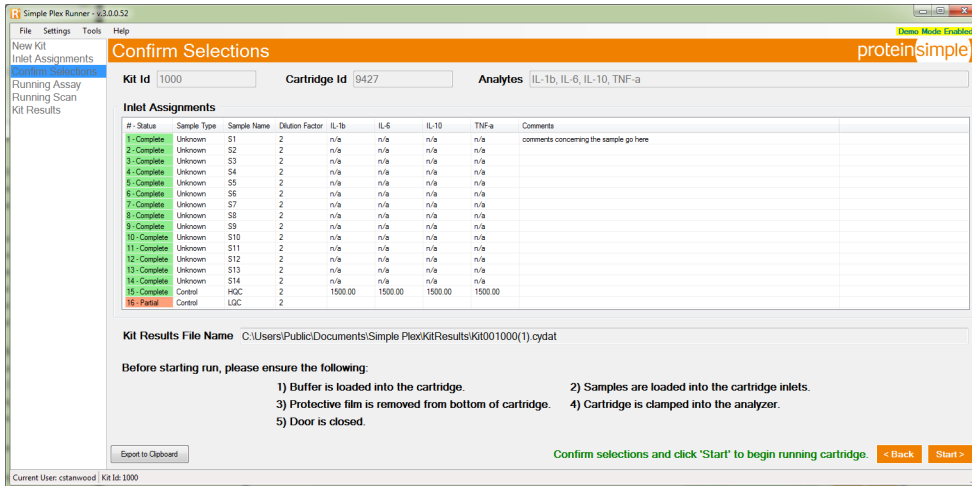 Simple Plex Runner - v.3.0.0.52
File Settings Tools Help Demo Mode Enabled
New Kit
Inlet Assignments
Confirm Selections
Running Assay
Running Scan
Kit Results
Confirm Selections
proteinsimple
Kit Id 1000 Cartridge Id 9427 Analytes IL-1b, IL-6, IL-10, TNF-a
Inlet Assignments
# - Status Sample Type Sample Name Dilution Factor IL-1b IL-6 IL-10 TNF-a Comments
1 - Complete Unknown S1 2 n/a n/a n/a n/a comments concerning the sample go here
2 - Complete Unknown S2 2 n/a n/a n/a n/a
3 - Complete Unknown S3 2 n/a n/a n/a n/a
4 - Complete Unknown S4 2 n/a n/a n/a n/a
5 - Complete Unknown S5 2 n/a n/a n/a n/a
6 - Complete Unknown S6 2 n/a n/a n/a n/a
7 - Complete Unknown S7 2 n/a n/a n/a n/a
8 - Complete Unknown S8 2 n/a n/a n/a n/a
9 - Complete Unknown S9 2 n/a n/a n/a n/a
10 - Complete Unknown S10 2 n/a n/a n/a n/a
11 - Complete Unknown S11 2 n/a n/a n/a n/a
12 - Complete Unknown S12 2 n/a n/a n/a n/a
13 - Complete Unknown S13 2 n/a n/a n/a n/a
14 - Complete Unknown S14 2 n/a n/a n/a n/a
15 - Complete Control HQC 2 1500.00 1500.00 1500.00 1500.00
16 - Partial Control LQC 2
Kit Results File Name C:\Users\Public\Documents\Simple Plex\KitResults\Kit001000(1).cydat
Before starting run, please ensure the following:
1) Buffer is loaded into the cartridge. 2) Samples are loaded into the cartridge inlets.
3) Protective film is removed from bottom of cartridge. 4) Cartridge is clamped into the analyzer.
5) Door is closed.
Export to Clipboard Confirm selections and click 'Start' to begin running cartridge. < Back Start >
Current User: cstanwood Kit Id: 1000